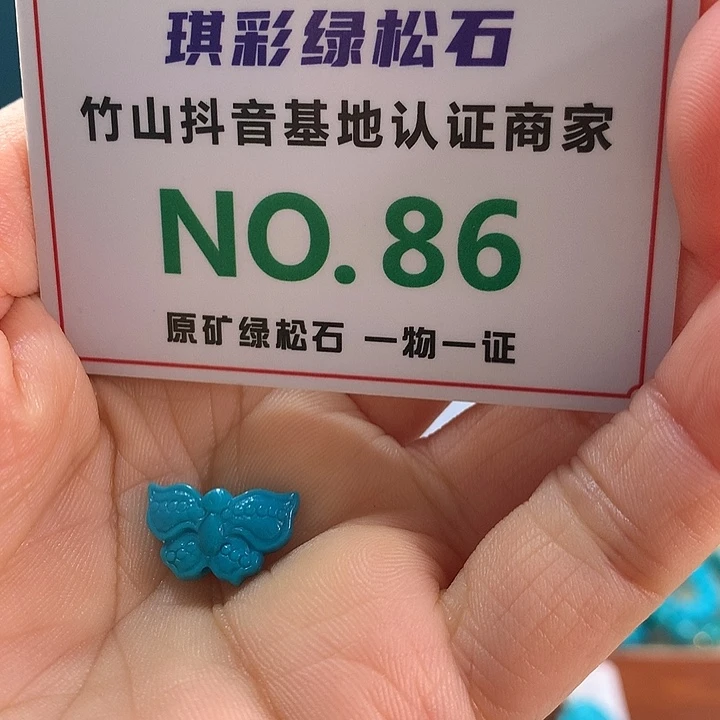 琪彩绿松石
竹山抖音基地认证商家
NO.86
原矿绿松石 一物一证